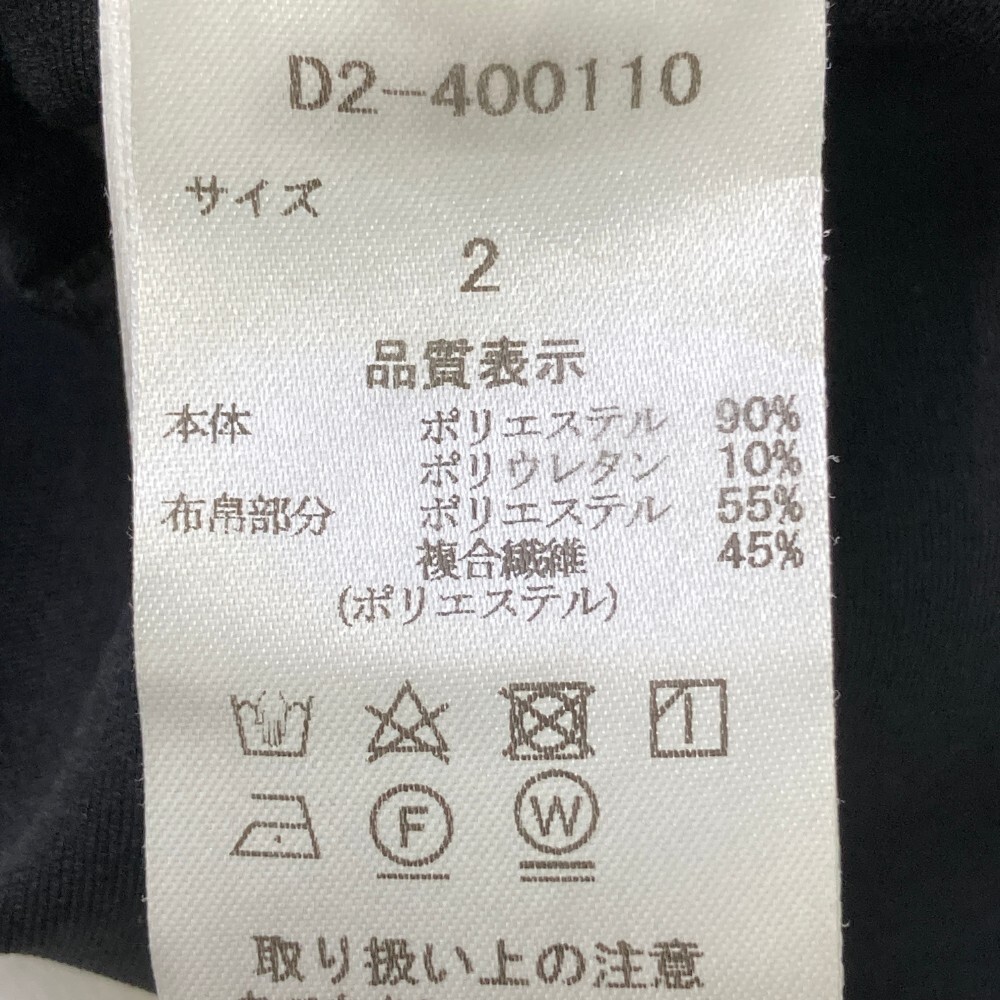 D2-400110
サイズ
2
品質表示
本体 ポリエステル 90%
ポリウレタン 10%
布帛部分 ポリエステル 55%
複合繊維 45%
(ポリエステル)
F
W
取り扱い上の注意